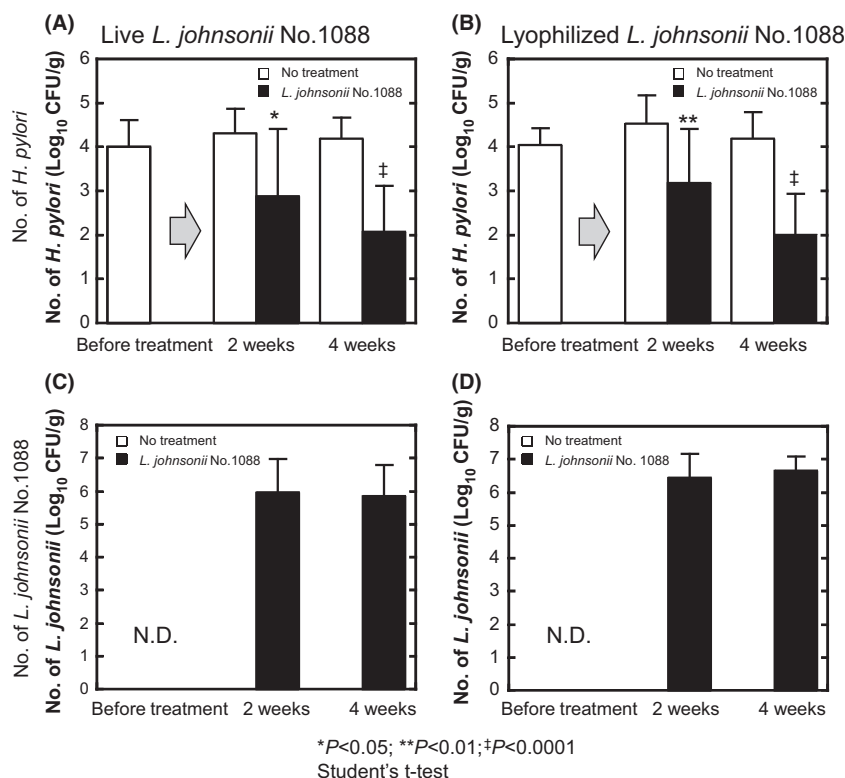 (A) Live L. johnsonii No.1088
No. of H. pylori
No. of H. pylori (Log10 CFU/g)
6
5
4
3
2
1
0
No treatment
L. johnsonii No.1088
*
‡
Before treatment 2 weeks 4 weeks
(B) Lyophilized L. johnsonii No.1088
No. of H. pylori (Log10 CFU/g)
6
5
4
3
2
1
0
No treatment
L. johnsonii No.1088
**
‡
Before treatment 2 weeks 4 weeks
(C)
No. of L. johnsonii No.1088
No. of L. johnsonii (Log10 CFU/g)
8
7
6
5
4
3
2
1
0
No treatment
L. johnsonii No.1088
N.D.
Before treatment 2 weeks 4 weeks
(D)
No. of L. johnsonii (Log10 CFU/g)
8
7
6
5
4
3
2
1
0
No treatment
L. johnsonii No. 1088
N.D.
Before treatment 2 weeks 4 weeks
*P<0.05; **P<0.01;‡P<0.0001
Student's t-test